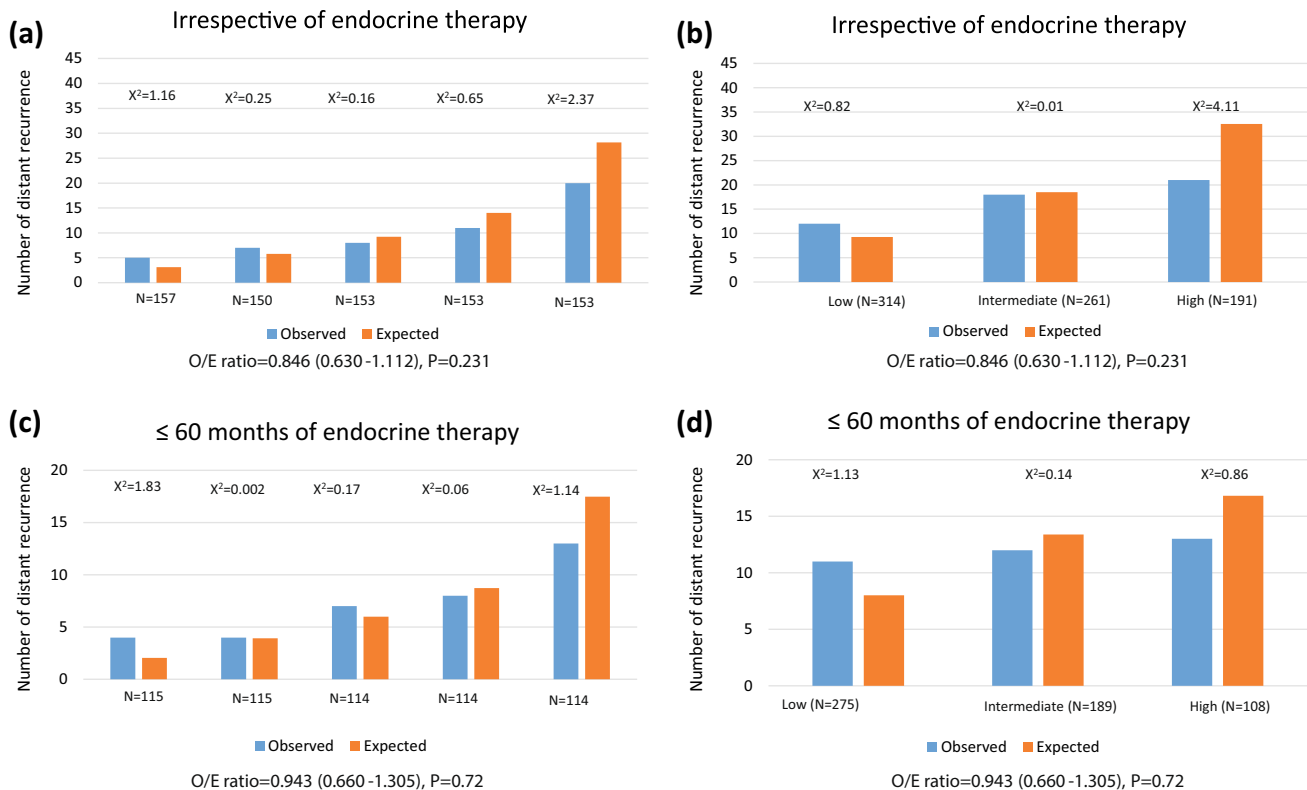 (a)
Irrespective of endocrine therapy
Number of distant recurrence
45
40
35
30
25
20
15
10
5
0
X²=1.16 X²=0.25 X²=0.16 X²=0.65 X²=2.37
N=157 N=150 N=153 N=153 N=153
Observed Expected
O/E ratio=0.846 (0.630 -1.112), P=0.231
(b)
Irrespective of endocrine therapy
Number of distant recurrence
45
40
35
30
25
20
15
10
5
0
X²=0.82 X²=0.01 X²=4.11
Low (N=314) Intermediate (N=261) High (N=191)
Observed Expected
O/E ratio=0.846 (0.630 -1.112), P=0.231
(c)
≤ 60 months of endocrine therapy
Number of distant recurrence
20
15
10
5
0
X²=1.83 X²=0.002 X²=0.17 X²=0.06 X²=1.14
N=115 N=115 N=114 N=114 N=114
Observed Expected
O/E ratio=0.943 (0.660 -1.305), P=0.72
(d)
≤ 60 months of endocrine therapy
Number of distant recurrence
20
15
10
5
0
X²=1.13 X²=0.14 X²=0.86
Low (N=275) Intermediate (N=189) High (N=108)
Observed Expected
O/E ratio=0.943 (0.660 -1.305), P=0.72